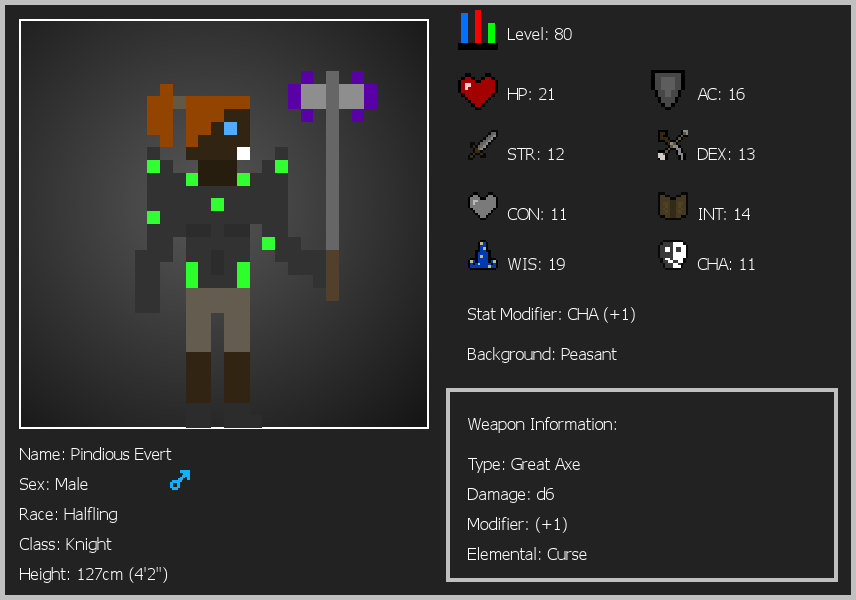 Level: 80
HP: 21
AC: 16
STR: 12
DEX: 13
CON: 11
INT: 14
WIS: 19
CHA: 11
Stat Modifier: CHA (+1)
Background: Peasant
Weapon Information:
Type: Great Axe
Damage: d6
Modifier: (+1)
Elemental: Curse
Name: Pindious Evert
Sex: Male
Race: Halfling
Class: Knight
Height: 127cm (4'2")